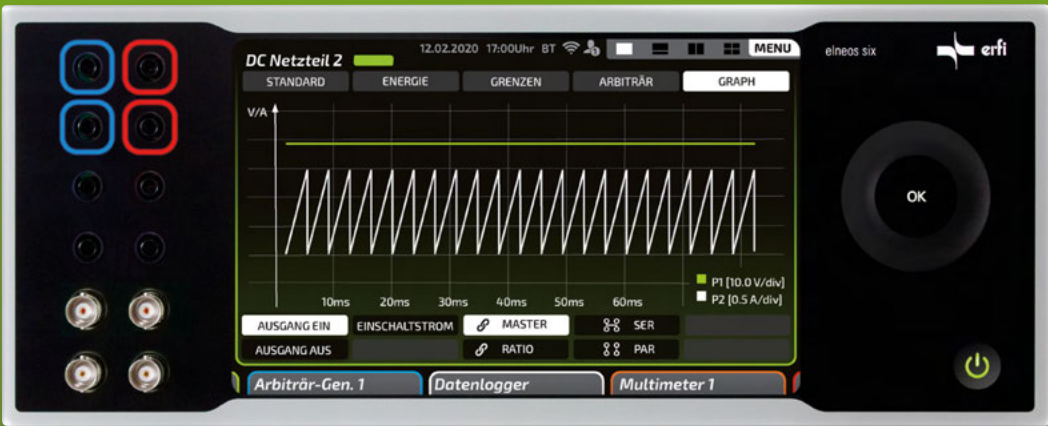 12.02.2020 17:00Uhr BT
MENU
DC Netzteil 2
STANDARD
ENERGIE
GRENZEN
ARBITRÄR
GRAPH
V/A
P1 [10.0 V/div]
P2 [0.5 A/div]
10ms 20ms 30ms 40ms 50ms 60ms
AUSGANG EIN
EINSCHALTSTROM
MASTER
SER
AUSGANG AUS
RATIO
PAR
Arbiträr-Gen. 1
Datenlogger
Multimeter 1
elneos six
erfi
OK